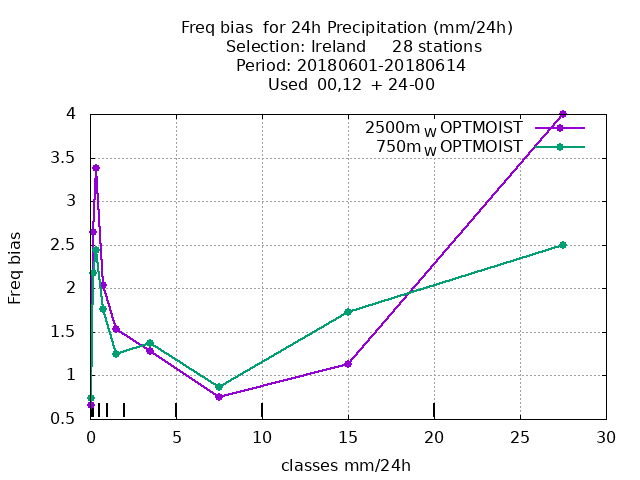 Freq bias  for 24h Precipitation (mm/24h)
Selection: Ireland     28 stations
Period: 20180601-20180614
Used  00,12  + 24-00
2500m W OPTMOIST
750m W OPTMOIST
4
3.5
3
2.5
2
1.5
1
0.5
Freq bias
0 5 10 15 20 25 30
classes mm/24h